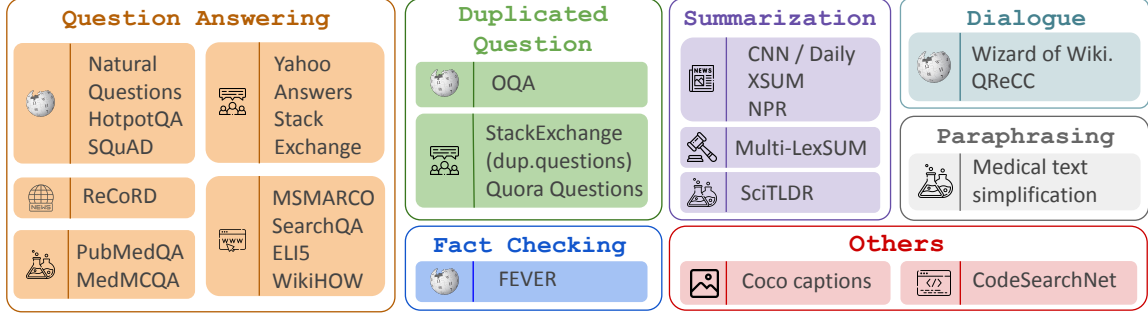 Question Answering
Natural
Questions
HotpotQA
SQuAD
Yahoo
Answers
Stack
Exchange
NEWS
ReCoRD
PubMedQA
MedMCQA
WWW
MSMARCO
SearchQA
ELI5
WikiHOW
Duplicated
Question
OQA
StackExchange
(dup.questions)
Quora Questions
Fact Checking
FEVER
Summarization
NEWS
CNN / Daily
XSUM
NPR
Multi-LexSUM
SciTLDR
Dialogue
Wizard of Wiki.
QReCC
Paraphrasing
Medical text
simplification
Others
Coco captions
</>
CodeSearchNet